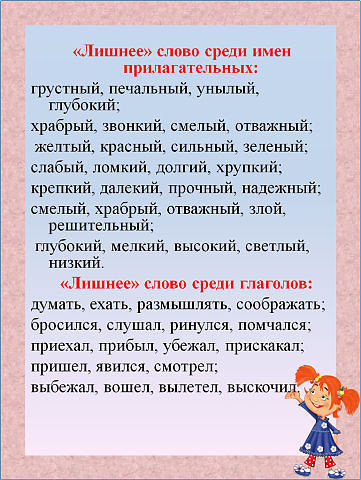 «Лишнее» слово среди имен
прилагательных:
грустный, печальный, унылый,
глубокий;
храбрый, звонкий, смелый, отважный;
желтый, красный, сильный, зеленый;
слабый, ломкий, долгий, хрупкий;
крепкий, далекий, прочный, надежный;
смелый, храбрый, отважный, злой,
решительный;
глубокий, мелкий, высокий, светлый,
низкий.
«Лишнее» слово среди глаголов:
думать, ехать, размышлять, соображать;
бросился, слушал, ринулся, помчался;
приехал, прибыл, убежал, прискакал;
пришел, явился, смотрел;
выбежал, вошел, вылетел, выскочил.